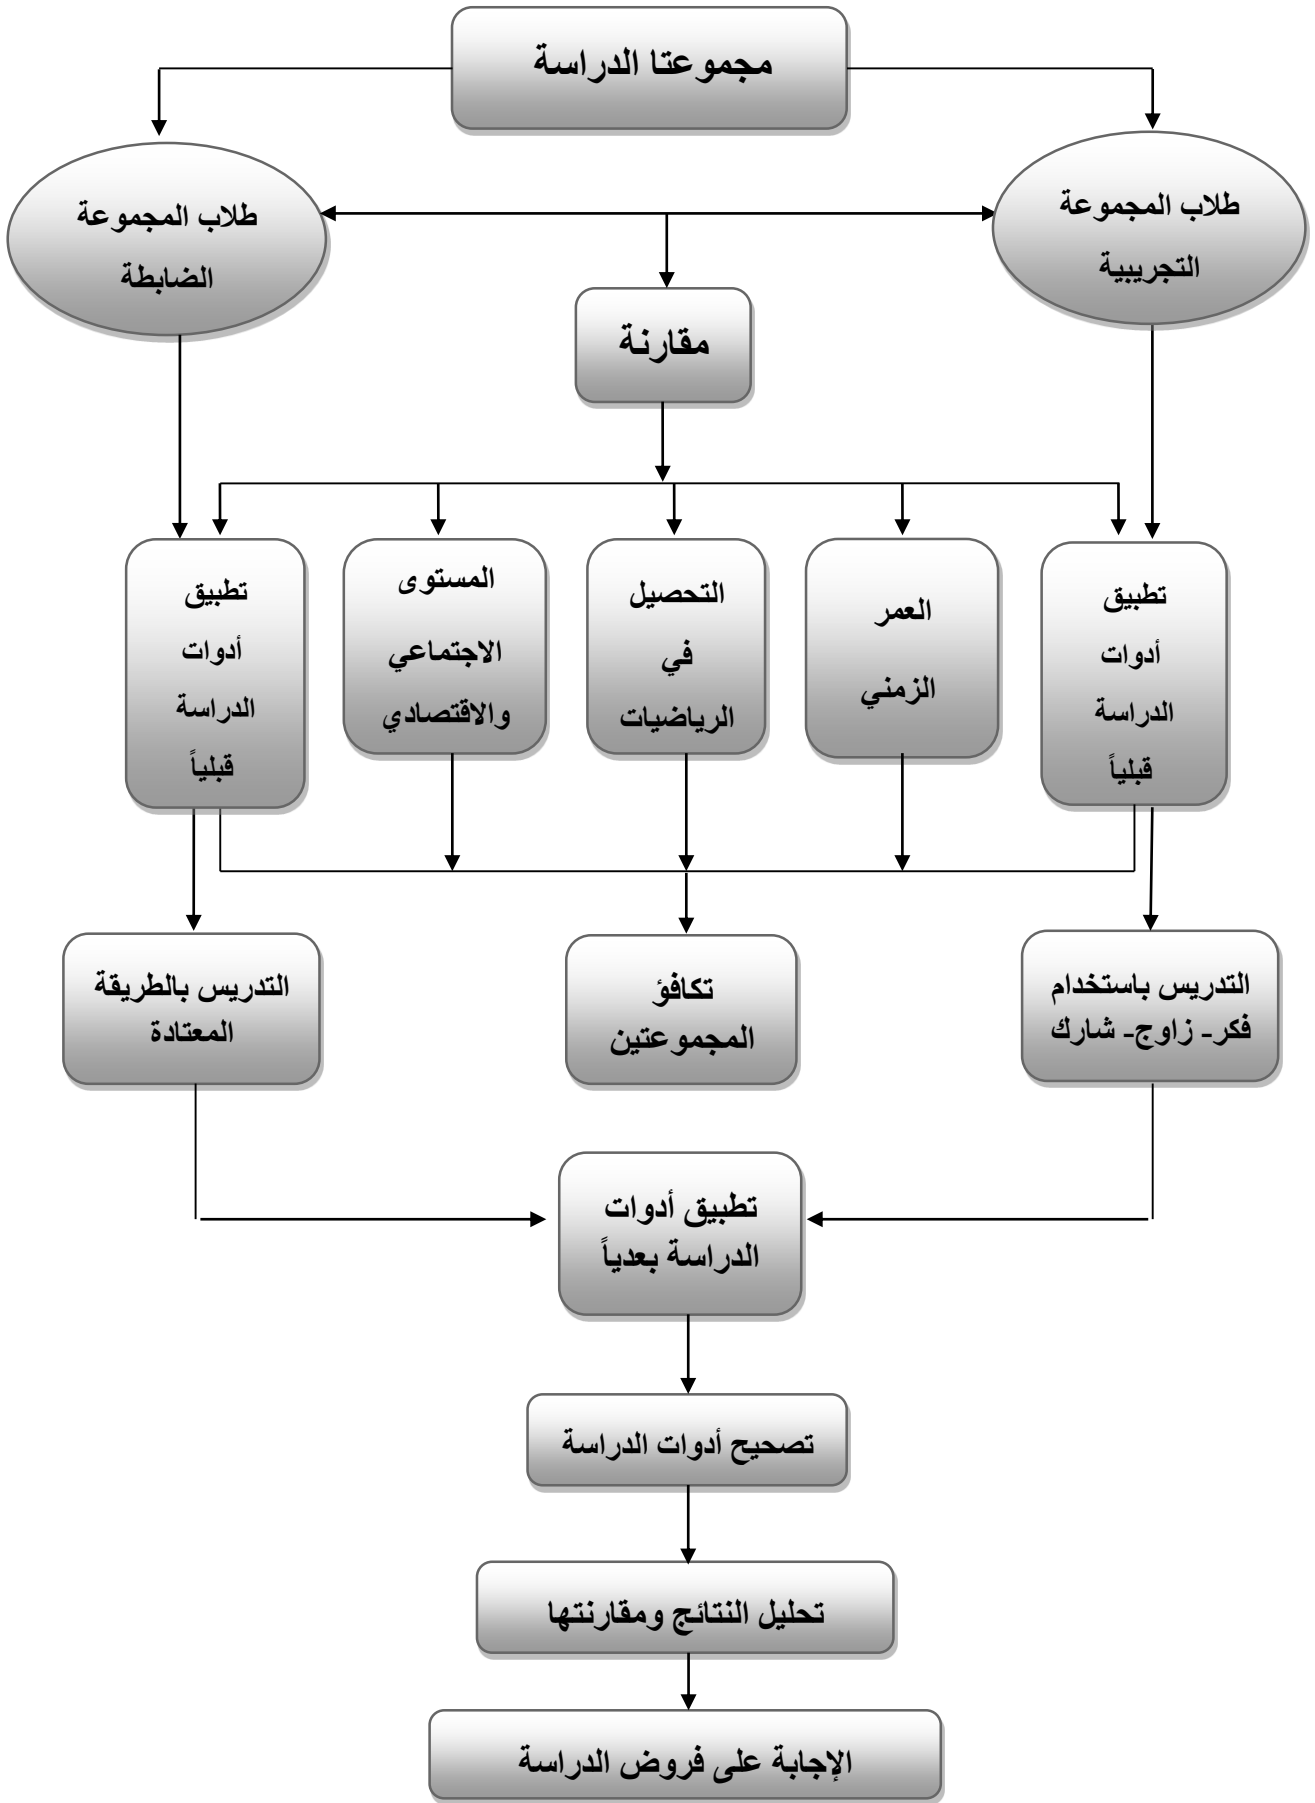 مجموعتا الدراسة
طلاب المجموعة
التجريبية
طلاب المجموعة
الضابطة
مقارنة
تطبيق
أدوات
الدراسة
قبلياً
العمر
الزمني
التحصيل
في
الرياضيات
المستوى
الاجتماعي
والاقتصادي
تطبيق
أدوات
الدراسة
قبلياً
التدريس باستخدام
فكر- زاوج- شارك
تكافؤ
المجموعتين
التدريس بالطريقة
المعتادة
تطبيق أدوات
الدراسة بعدياً
تصحيح أدوات الدراسة
تحليل النتائج ومقارنتها
الإجابة على فروض الدراسة